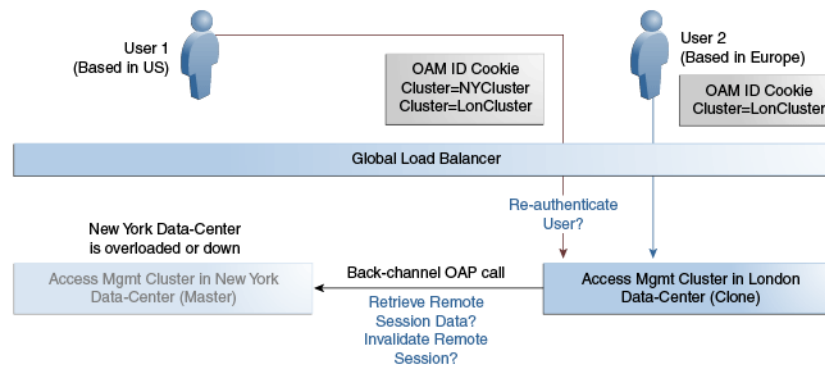 User 1
(Based in US)
OAM ID Cookie
Cluster=NYCluster
Cluster=LonCluster
User 2
(Based in Europe)
OAM ID Cookie
Cluster=LonCluster
Global Load Balancer
Re-authenticate
User?
New York Data-Center
is overloaded or down
Access Mgmt Cluster in New York
Data-Center (Master)
Back-channel OAP call
Retrieve Remote
Session Data?
Invalidate Remote
Session?
Access Mgmt Cluster in London
Data-Center (Clone)